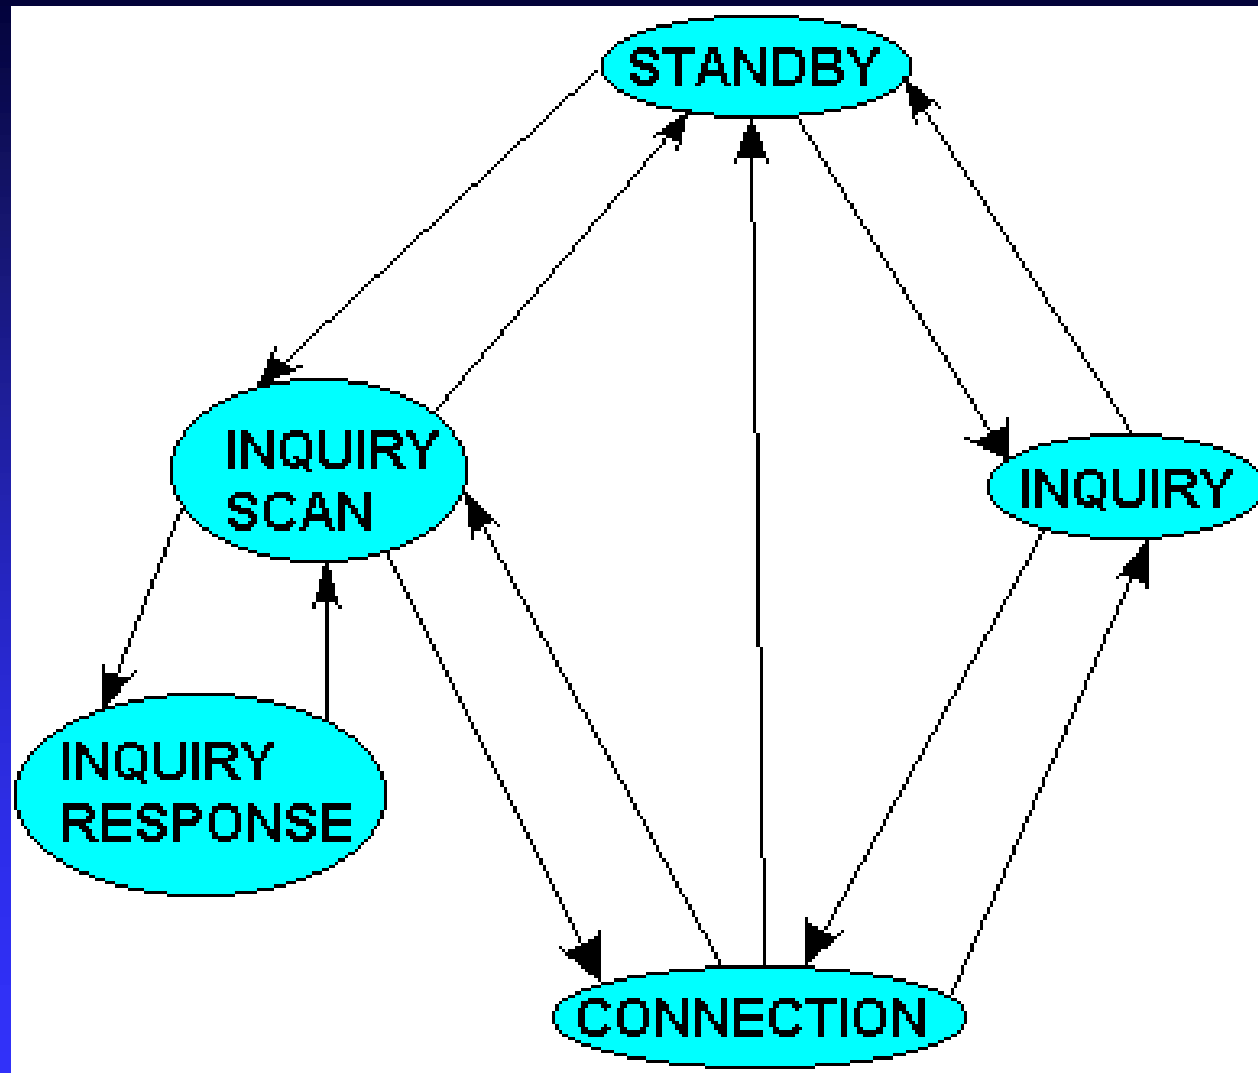 STANDBY
INQUIRY
SCAN
INQUIRY
INQUIRY
RESPONSE
CONNECTION